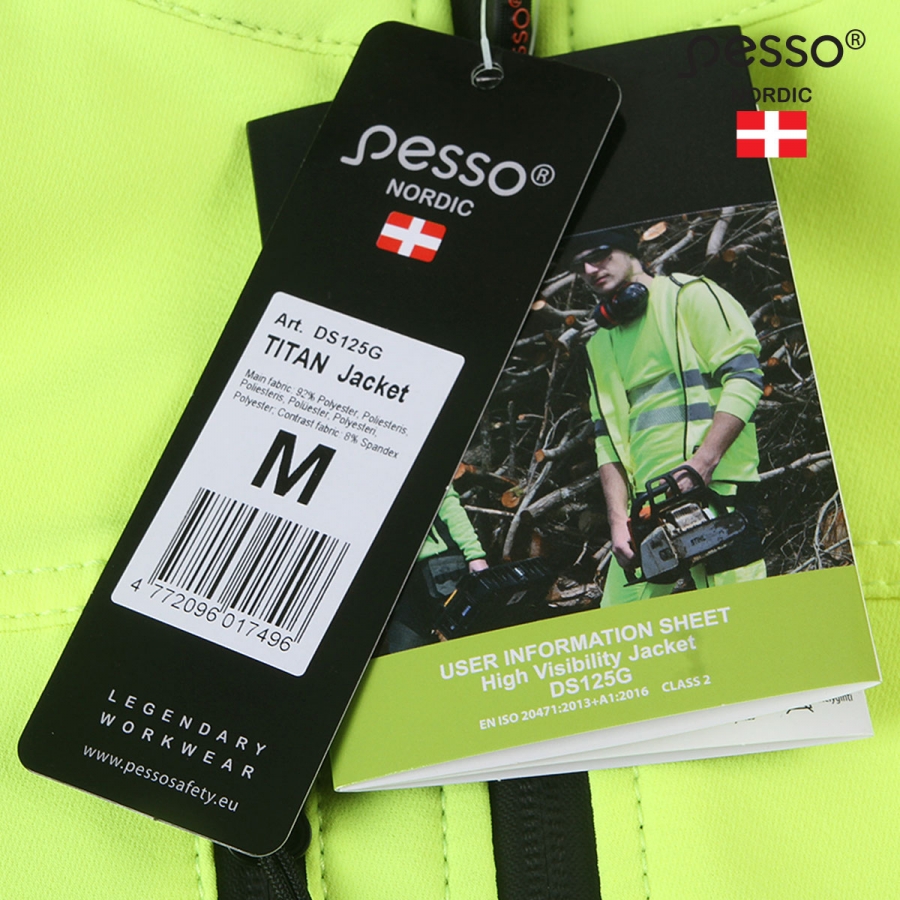 pesso®
NORDIC
pesso®
NORDIC
Art. DS125G
TITAN Jacket
Main fabric: 92% Polyester, Poliesteris,
Poliesteris, Polüester, Polyesteri,
Polyester; Contrast fabric: 8% Spandex
M
4 772096 017496
LEGENDARY
WORKWEAR
www.pessosafety.eu
USER INFORMATION SHEET
High Visibility Jacket
DS125G
EN ISO 20471:2013+A1:2016 CLASS 2